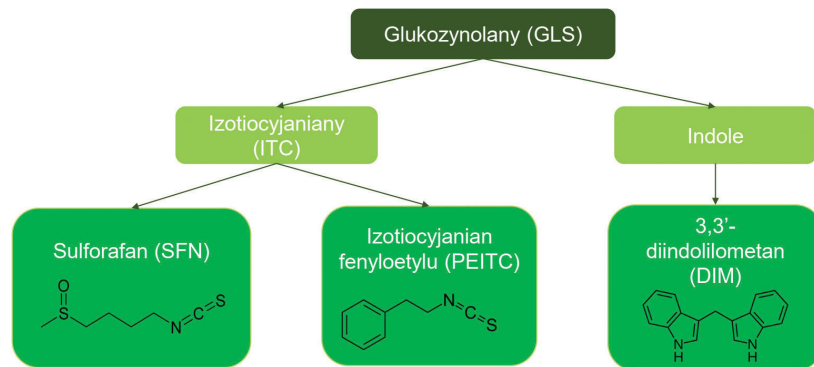 Glukozynolany (GLS)
Izotiocyjaniany
(ITC)
Indole
Sulforafan (SFN)
O
S
N
C
S
Izotiocyjanian
fenyloetylu (PEITC)
N
C
S
3,3’-
diindolilometan
(DIM)
N
H
N
H